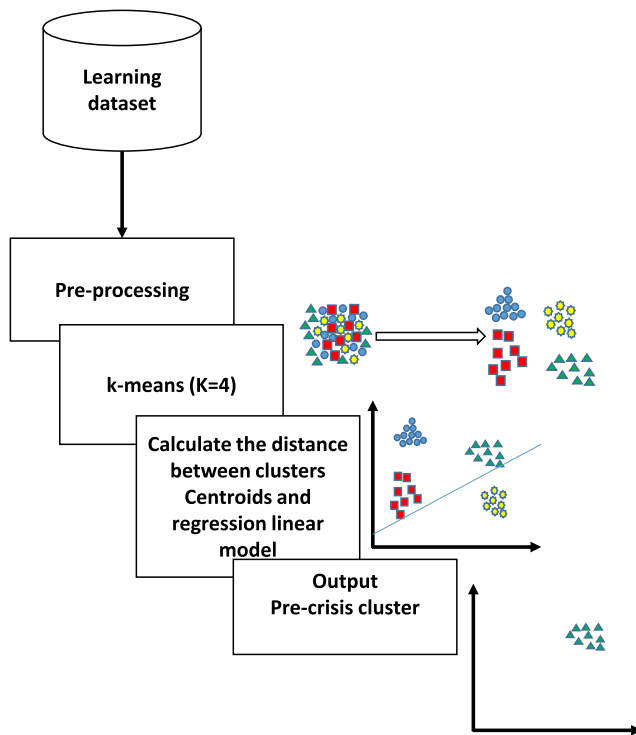 Learning
dataset
Pre-processing
k-means (K=4)
Calculate the distance
between clusters
Centroids and
regression linear
model
Output
Pre-crisis cluster